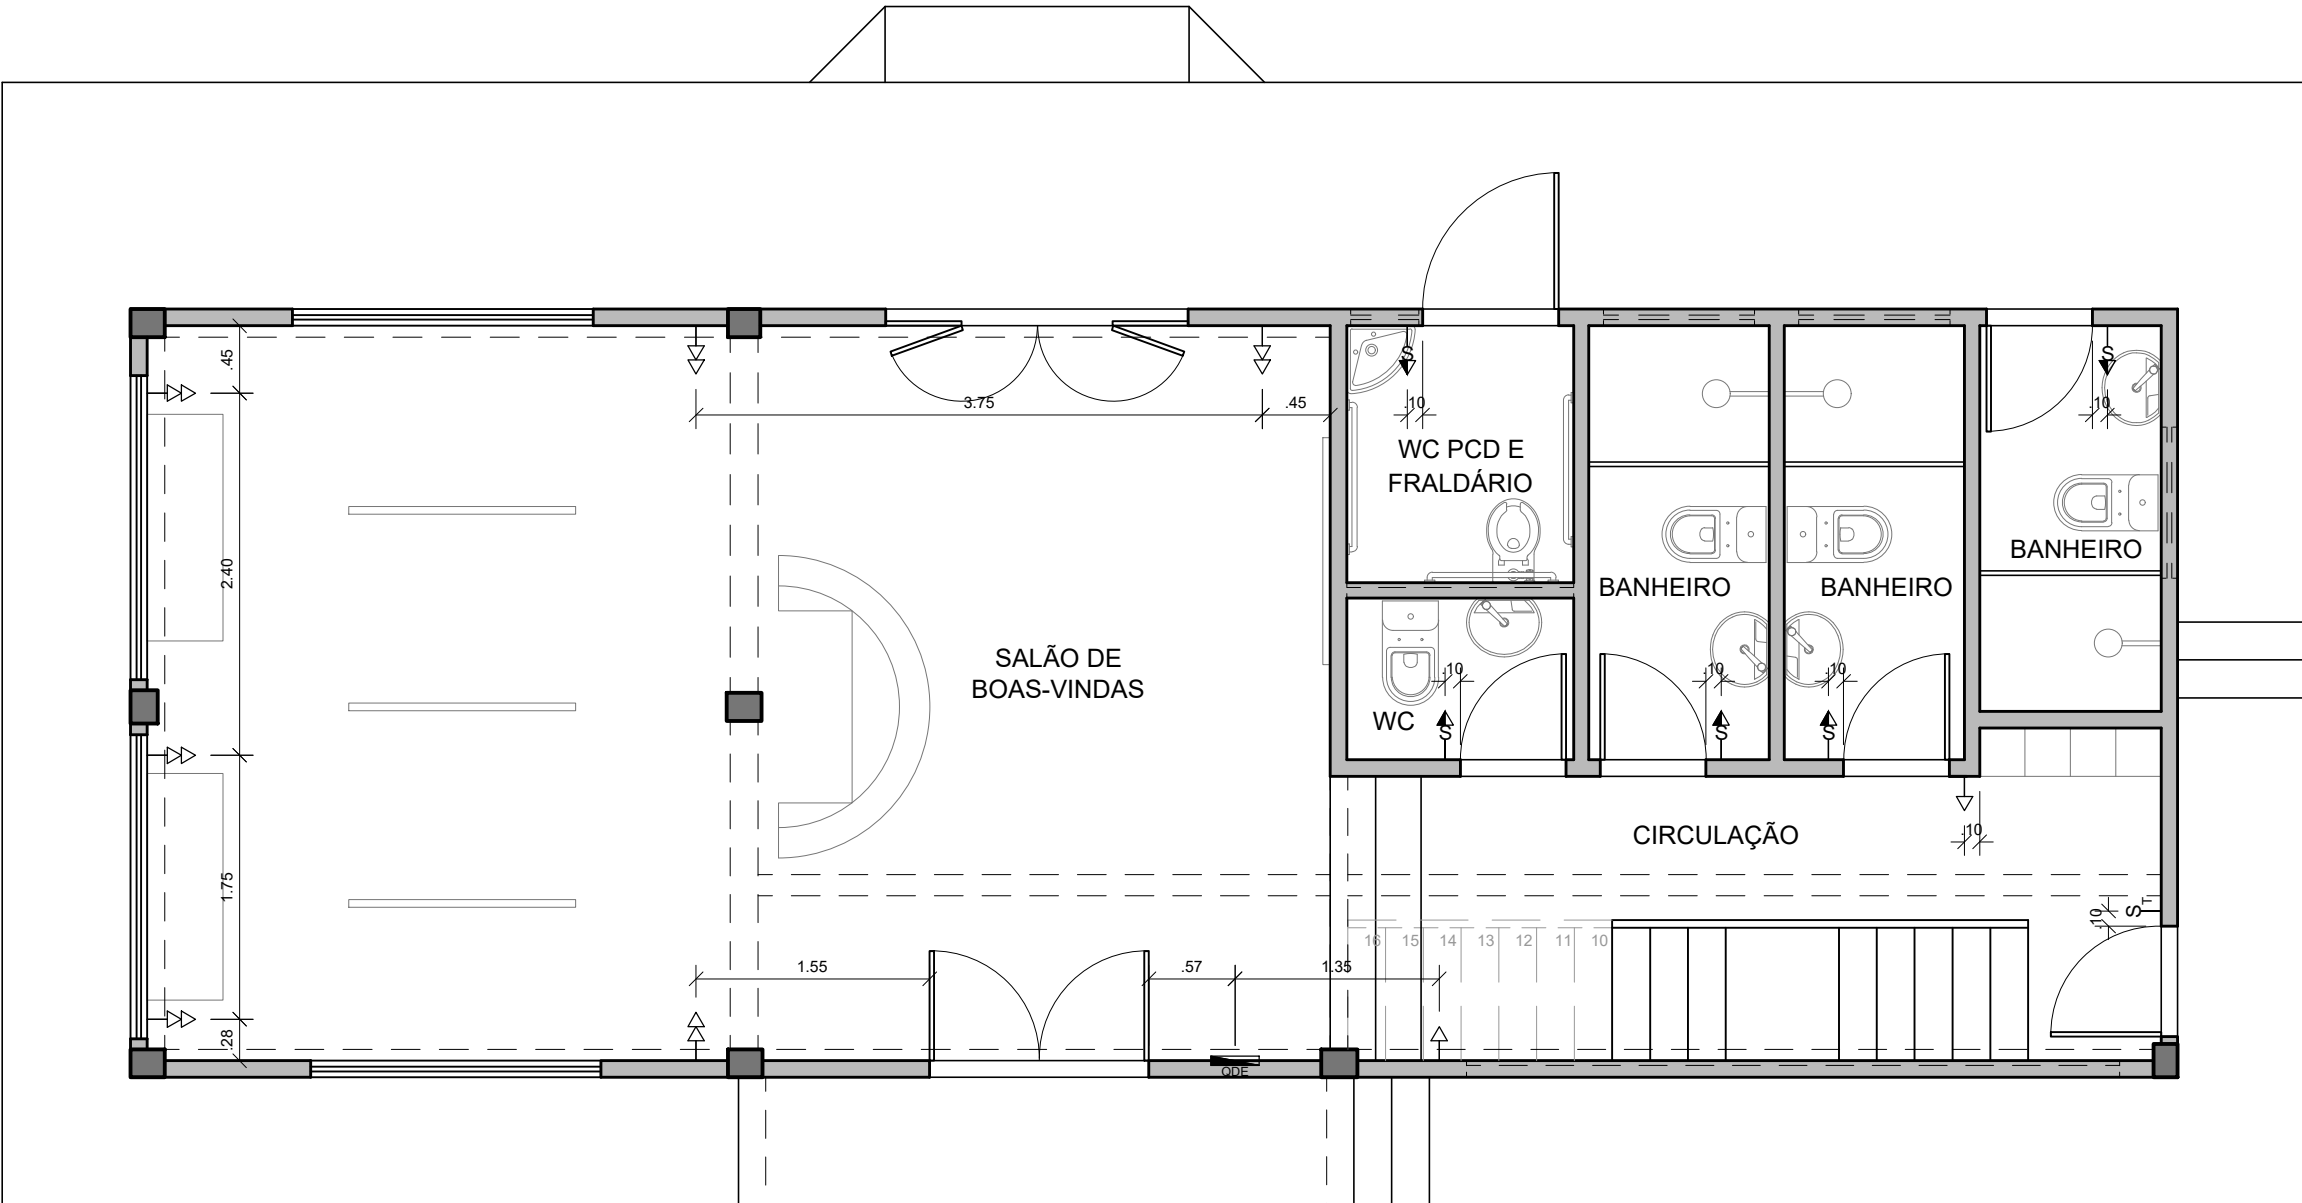 .45
S
S
3.75
.45
.10
.10
WC PCD E
FRALDÁRIO
BANHEIRO
2.40
BANHEIRO
BANHEIRO
SALÃO DE
BOAS-VINDAS
.10
.10
.10
WC
S
S
S
CIRCULAÇÃO
.10
1.75
.10
S
T
16
15
14
13
12
11
10
1.55
.57
1.35
.28
QDE